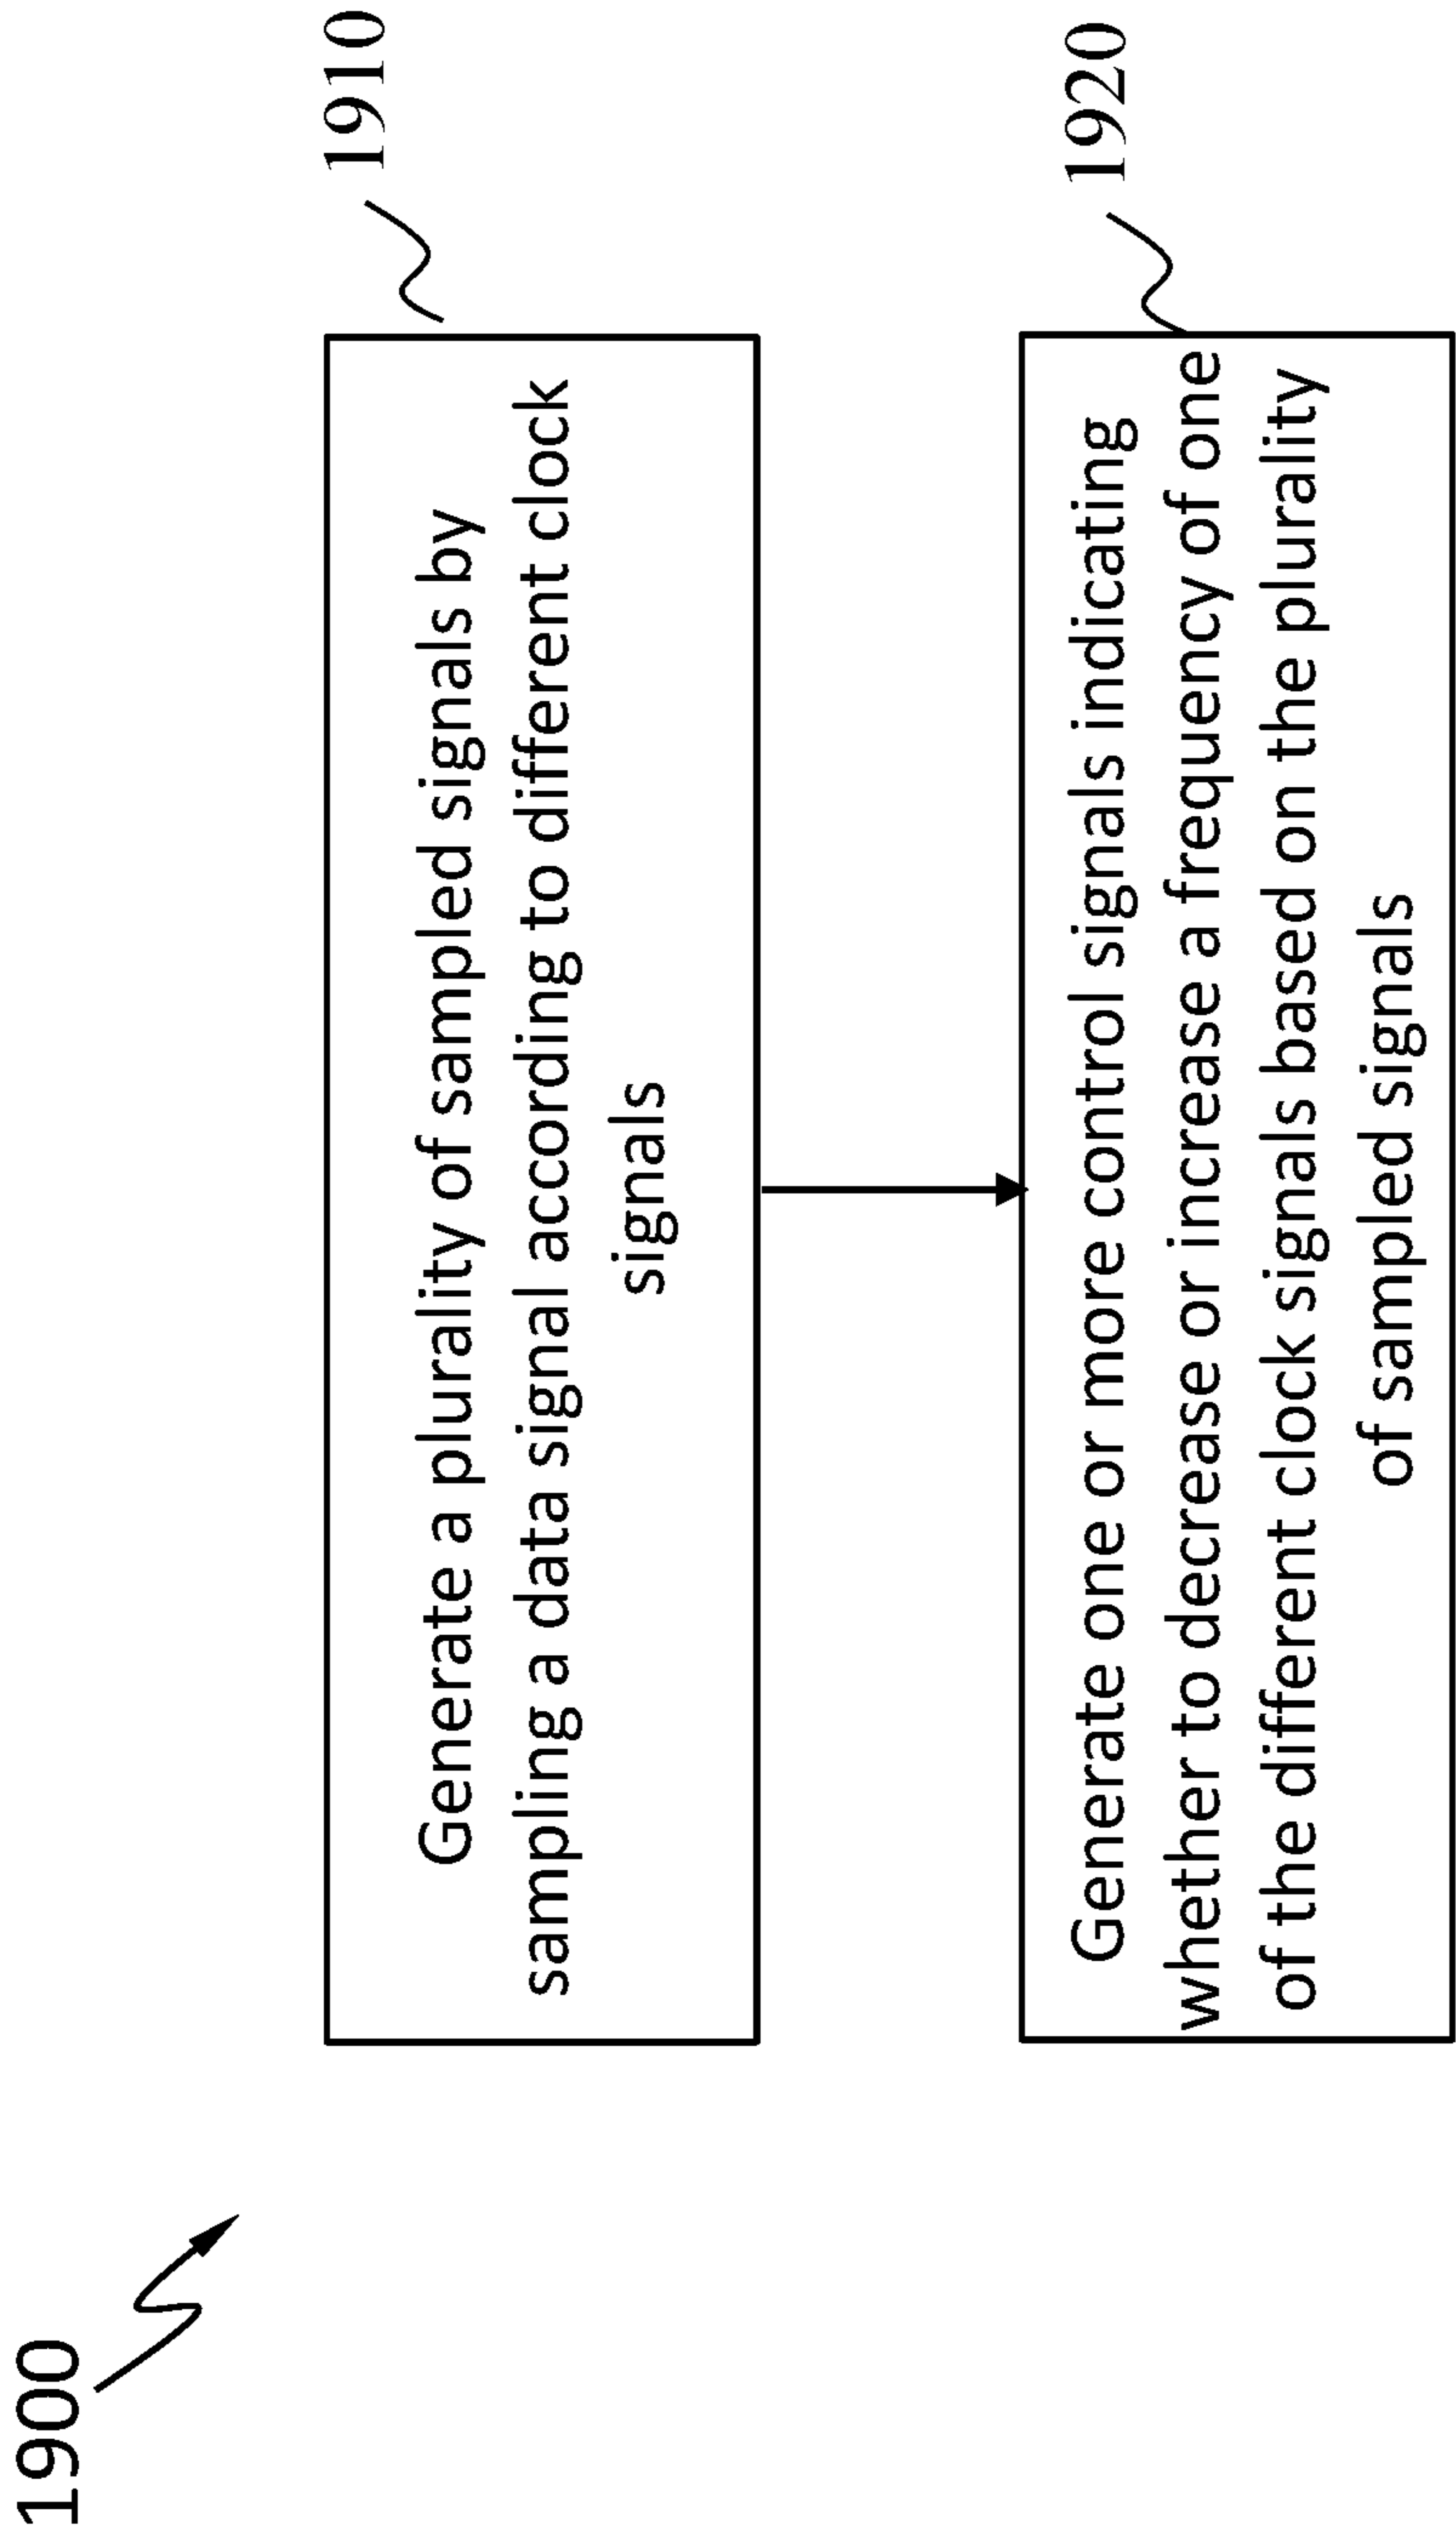 1900
1910
Generate a plurality of sampled signals by
sampling a data signal according to different clock
signals
1920
Generate one or more control signals indicating
whether to decrease or increase a frequency of one
of the different clock signals based on the plurality
of sampled signals